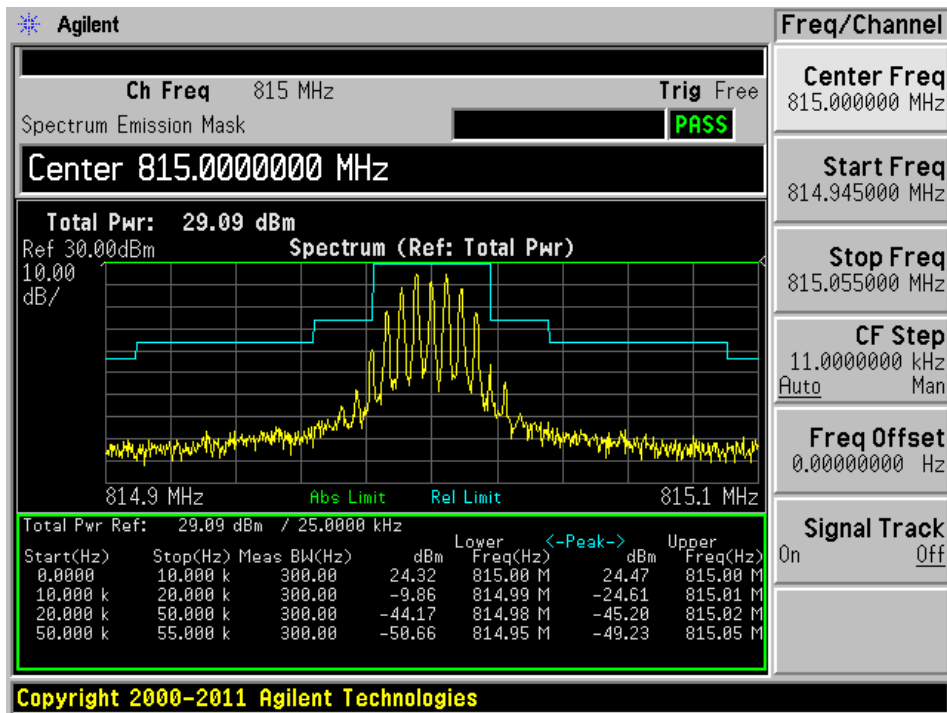 Agilent
Freq/Channel
Ch Freq 815 MHz Trig Free
Spectrum Emission Mask PASS
Center 815.0000000 MHz
Total Pwr: 29.09 dBm
Ref 30.00dBm Spectrum (Ref: Total Pwr)
10.00
dB/
814.9 MHz Abs Limit Rel Limit 815.1 MHz
Total Pwr Ref: 29.09 dBm / 25.0000 kHz
Lower <-Peak-> Upper
Start(Hz) Stop(Hz) Meas BW(Hz) dBm Freq(Hz) dBm Freq(Hz)
0.0000 10.000 k 300.00 24.32 815.00 M 24.47 815.00 M
10.000 k 20.000 k 300.00 -9.86 814.99 M -24.61 815.01 M
20.000 k 50.000 k 300.00 -44.17 814.98 M -45.20 815.02 M
50.000 k 55.000 k 300.00 -50.66 814.95 M -49.23 815.05 M
Center Freq
815.000000 MHz
Start Freq
814.945000 MHz
Stop Freq
815.055000 MHz
CF Step
11.0000000 kHz
Auto Man
Freq Offset
0.00000000 Hz
Signal Track
On Off
Copyright 2000-2011 Agilent Technologies